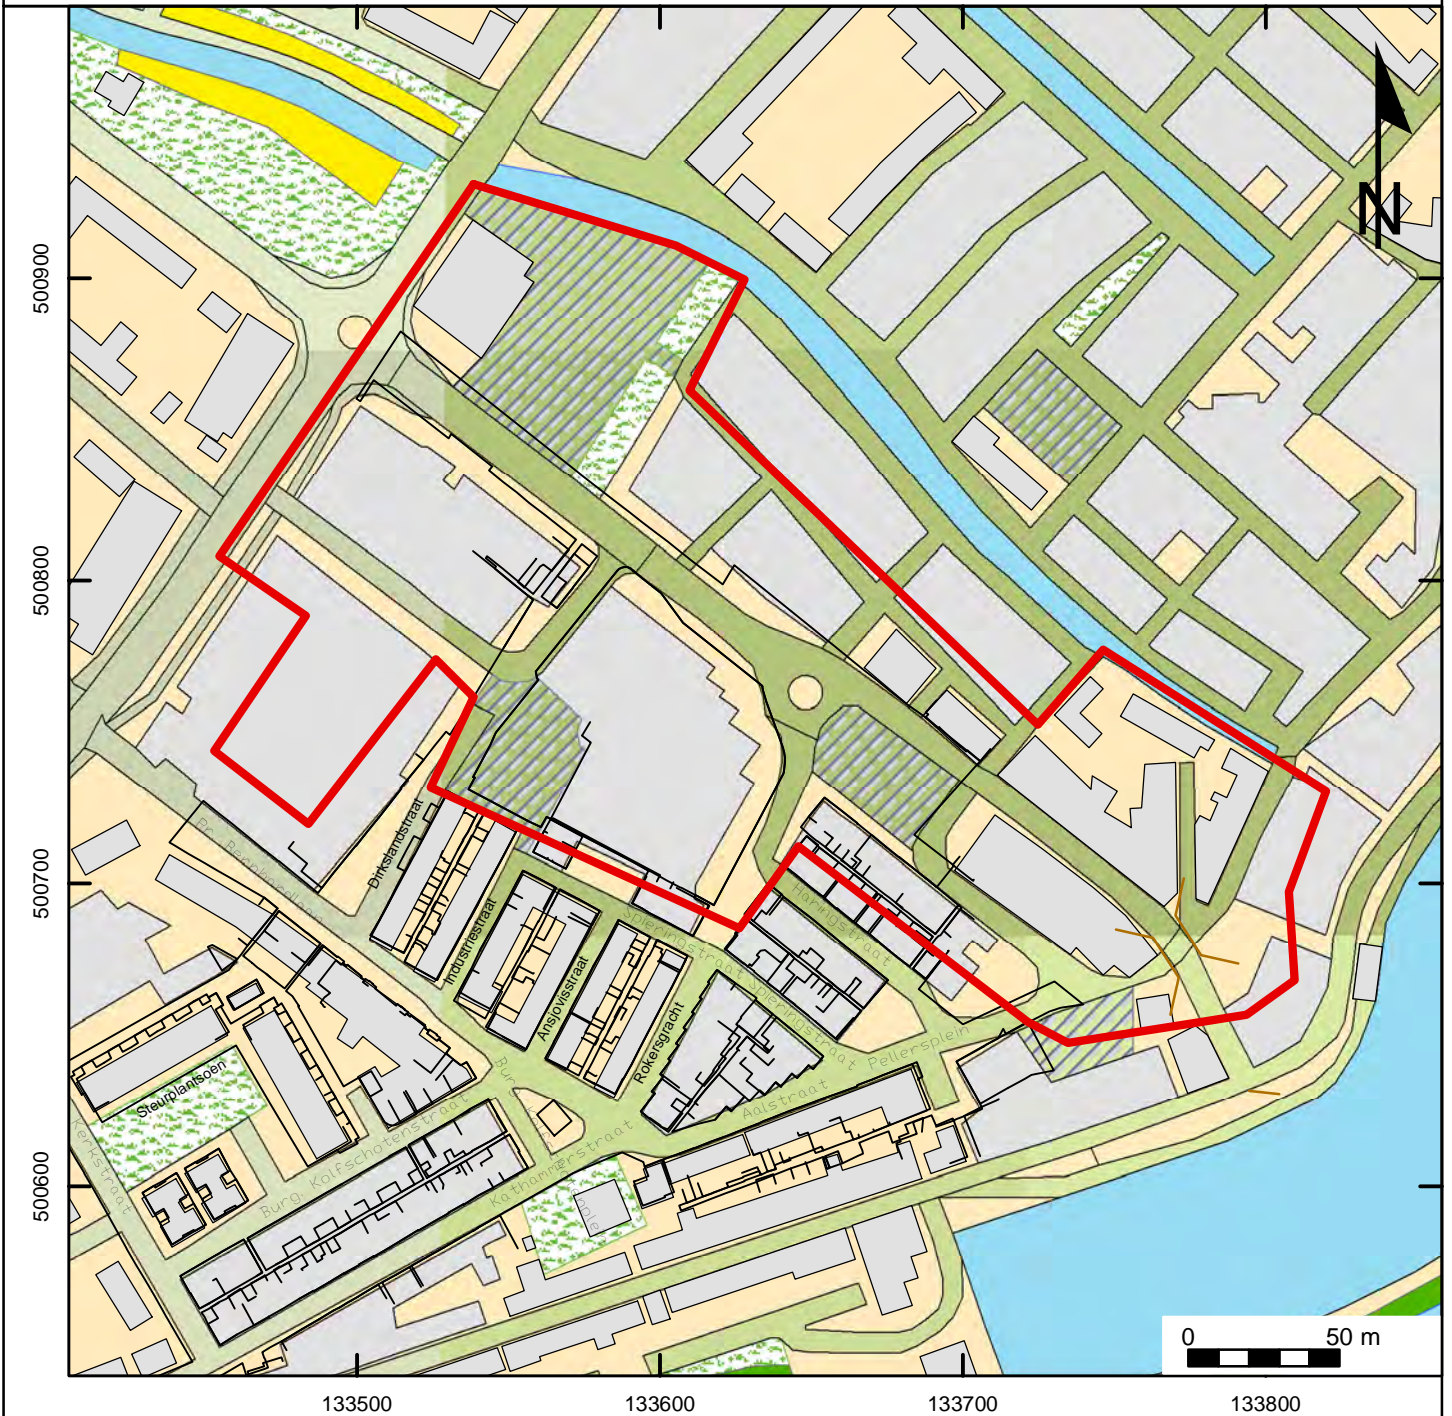 N
500900
500800
500700
500600
Dirkslandstraat
Industriestraat
Ansjovisstraat
Rokersgracht
Spieringstraat
Spieringstraat
Haringstraat
Pellersplein
Aalstraat
Steurplantsoen
Kerkstraat
Burg. Kolfschotenstraat
Kathammerstraat
0 50 m
133500 133600 133700 133800